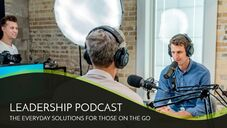 LEADERSHIP PODCAST
THE EVERYDAY SOLUTIONS FOR THOSE ON THE GO